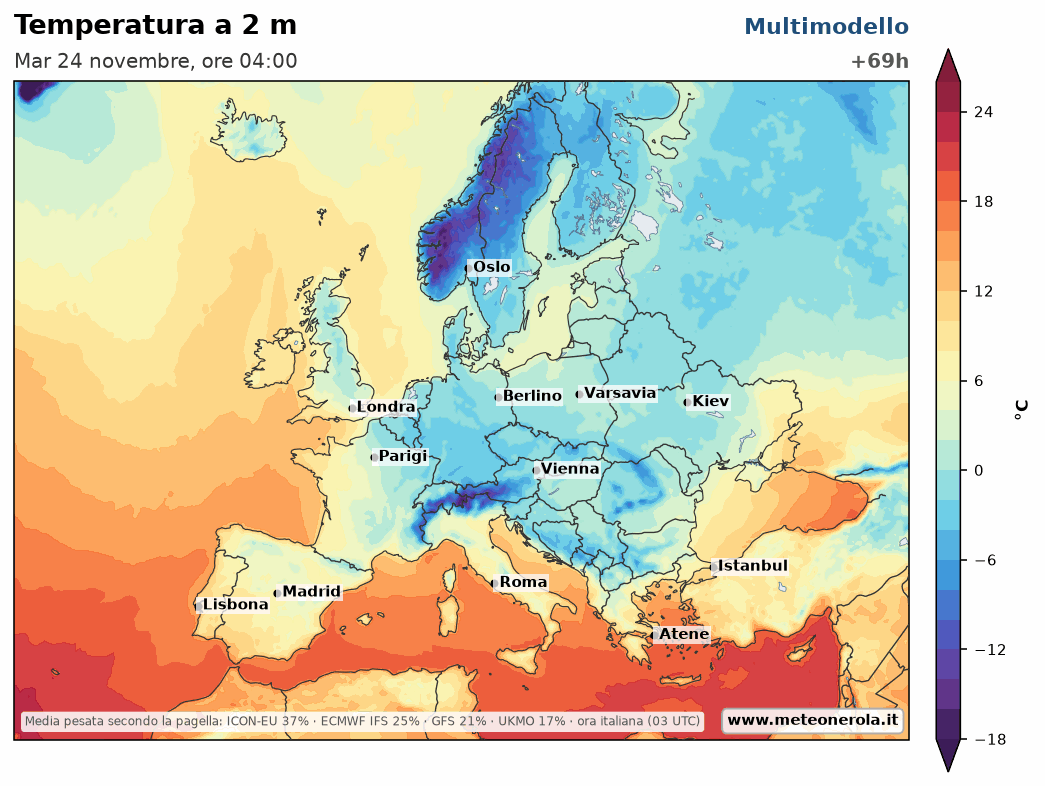 Temperatura a 2 m
Multimodello
Mar 24 novembre, ore 04:00
+69h
24
18
12
6
0
−6
−12
−18
°C
Oslo
Berlino
Varsavia
Kiev
Londra
Parigi
Vienna
Istanbul
Roma
Madrid
Lisbona
Atene
Media pesata secondo la pagella: ICON-EU 37% · ECMWF IFS 25% · GFS 21% · UKMO 17% · ora italiana (03 UTC)
www.meteonerola.it